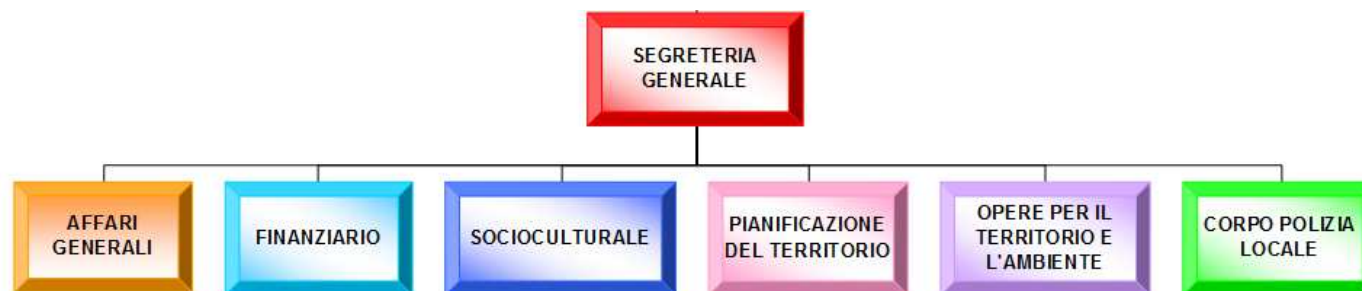 SEGRETERIA
GENERALE
AFFARI
GENERALI
FINANZIARIO
SOCIOCULTURALE
PIANIFICAZIONE
DEL TERRITORIO
OPERE PER IL
TERRITORIO E
L'AMBIENTE
CORPO POLIZIA
LOCALE